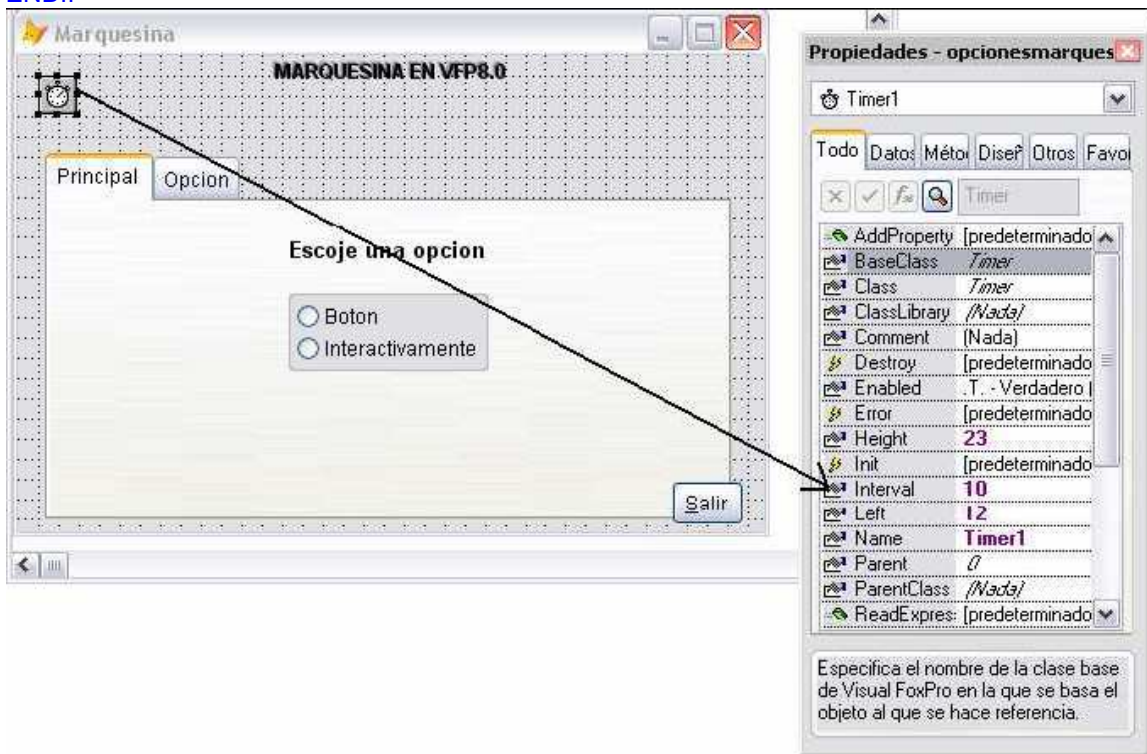 Marquesina
MARQUESINA EN VFP8.0
Principal Opcion
Escoje una opcion
Boton
Interactivamente
Salir
Propiedades - opcionesmarques
Timer1
Todo Datos Métod Diseñ Otros Favor
Timer
AddProperty [predeterminado
BaseClass Timer
Class Timer
ClassLibrary (Nada)
Comment (Nada)
Destroy [predeterminado
Enabled .T. - Verdadero (
Error [predeterminado
Height 23
Init [predeterminado
Interval 10
Left 12
Name Timer1
Parent 0
ParentClass (Nada)
ReadExpres: [predeterminado
Especifica el nombre de la clase base
de Visual FoxPro en la que se basa el
objeto al que se hace referencia.